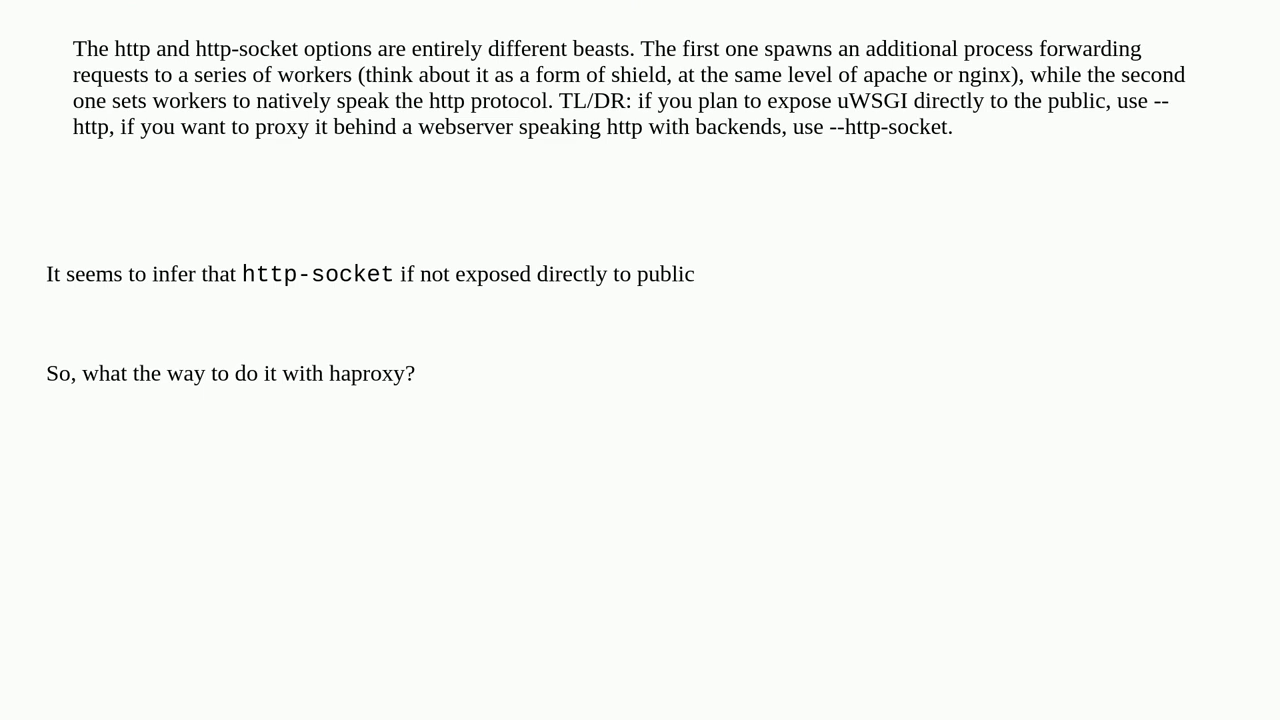 The http and http-socket options are entirely different beasts. The first one spawns an additional process forwarding
requests to a series of workers (think about it as a form of shield, at the same level of apache or nginx), while the second
one sets workers to natively speak the http protocol. TL/DR: if you plan to expose uWSGI directly to the public, use --
http, if you want to proxy it behind a webserver speaking http with backends, use --http-socket.
It seems to infer that http-socket if not exposed directly to public
So, what the way to do it with haproxy?